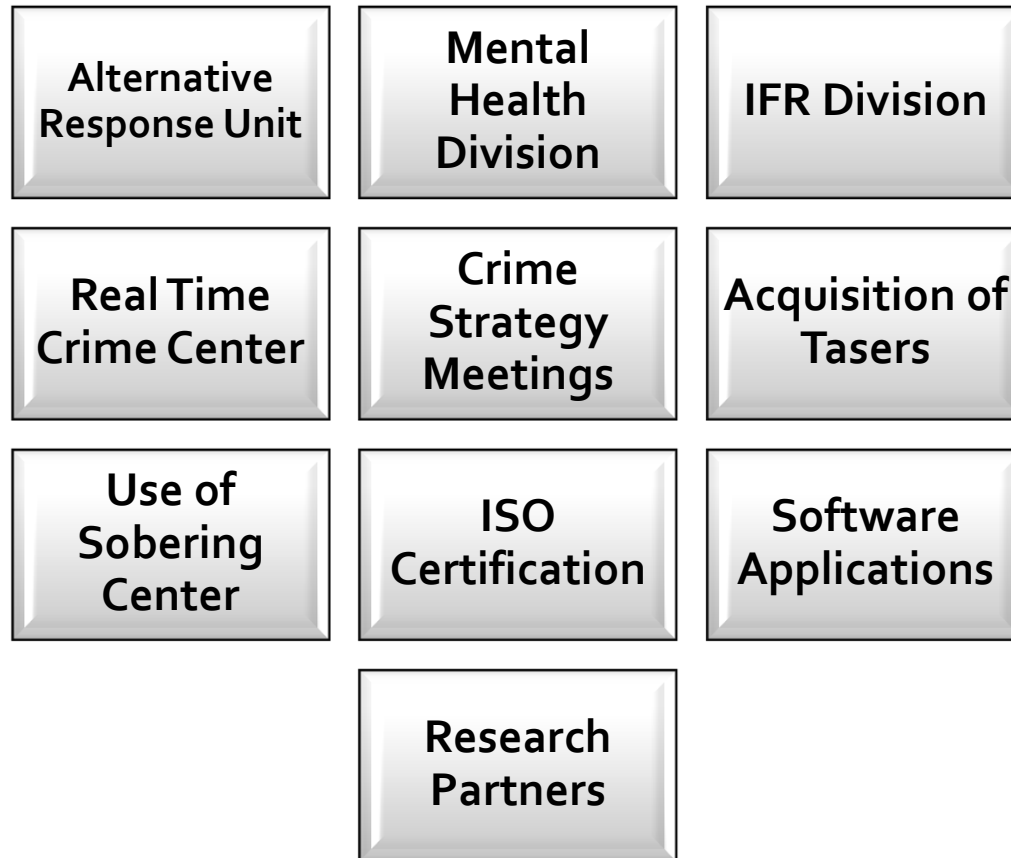 Alternative
Response Unit
Mental
Health
Division
IFR Division
Real Time
Crime Center
Crime
Strategy
Meetings
Acquisition of
Tasers
Use of
Sobering
Center
ISO
Certification
Software
Applications
Research
Partners